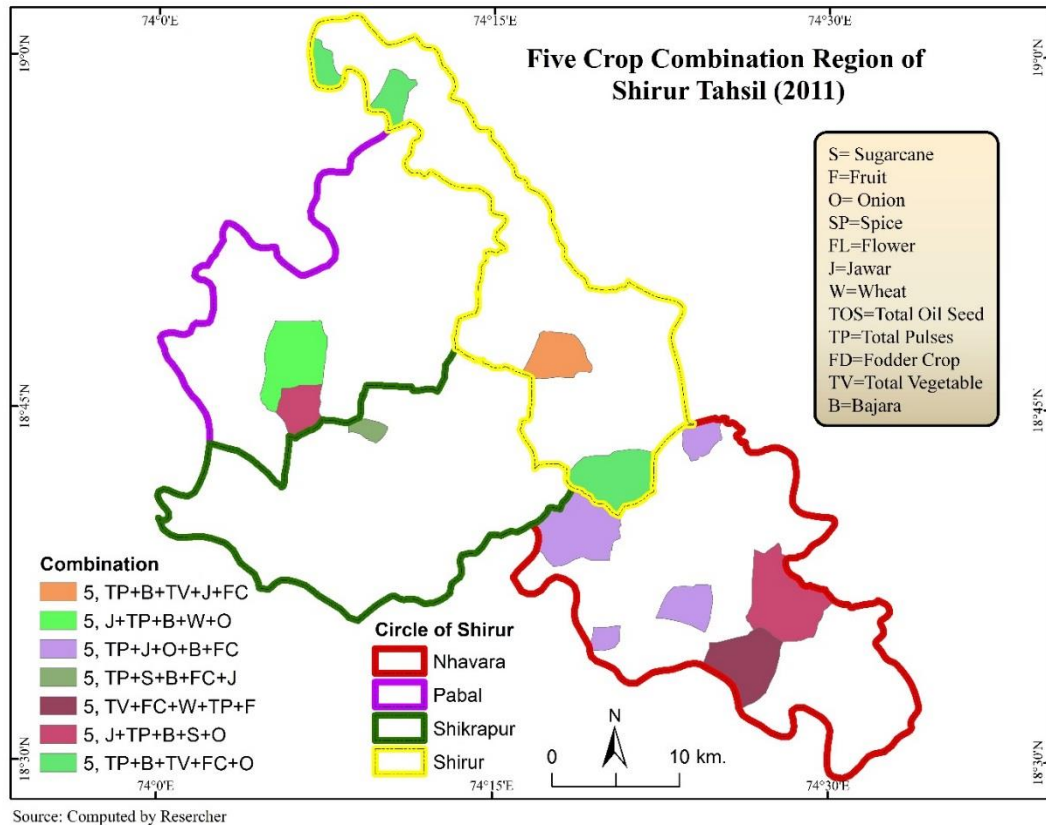 74°0'E
74°15'E
74°30'E
19°0'N
19°0'N
Five Crop Combination Region of
Shirur Tahsil (2011)
S= Sugarcane
F=Fruit
O= Onion
SP=Spice
FL=Flower
J=Jawar
W=Wheat
TOS=Total Oil Seed
TP=Total Pulses
FD=Fodder Crop
TV=Total Vegetable
B=Bajara
18°45'N
18°45'N
Combination
5, TP+B+TV+J+FC
5, J+TP+B+W+O
5, TP+J+O+B+FC
5, TP+S+B+FC+J
5, TV+FC+W+TP+F
5, J+TP+B+S+O
5, TP+B+TV+FC+O
Circle of Shirur
Nhavara
Pabal
Shikrapur
Shirur
N
0 10 km.
18°30'N
18°30'N
74°0'E
74°15'E
74°30'E
Source: Computed by Resercher